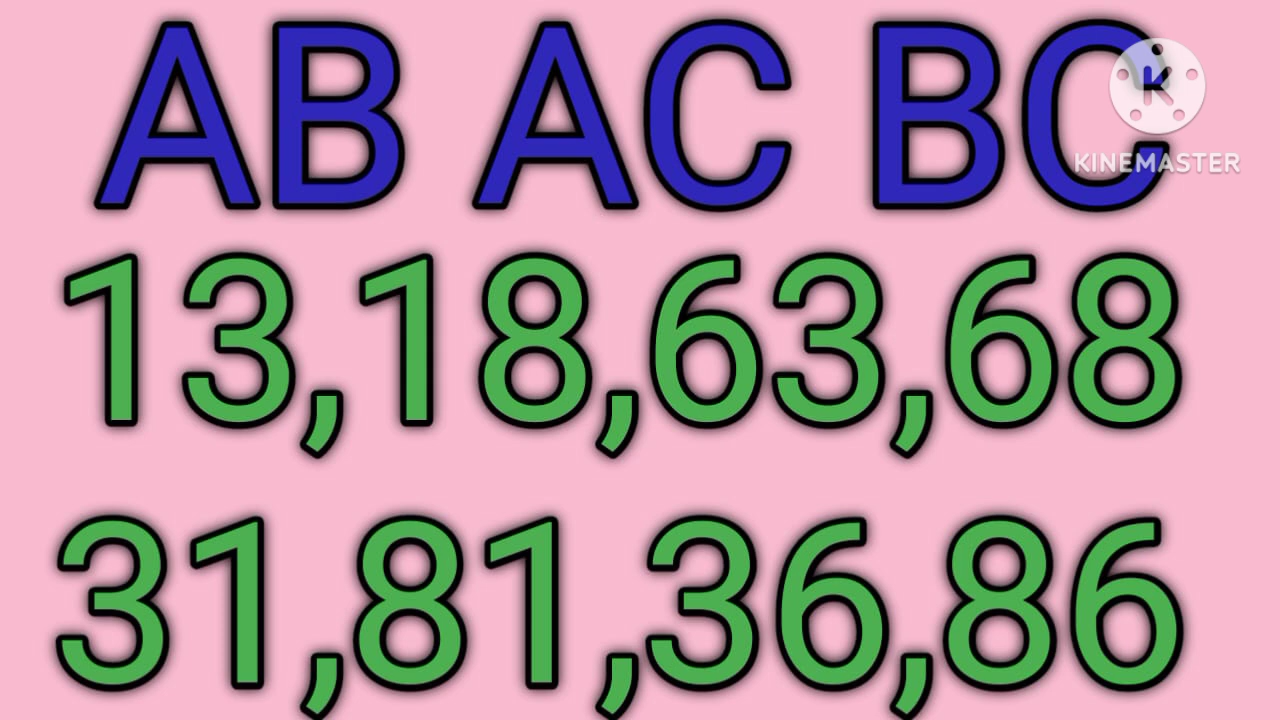 AB AC BC
K
KINEMASTER
13,18,63,68
31,81,36,86